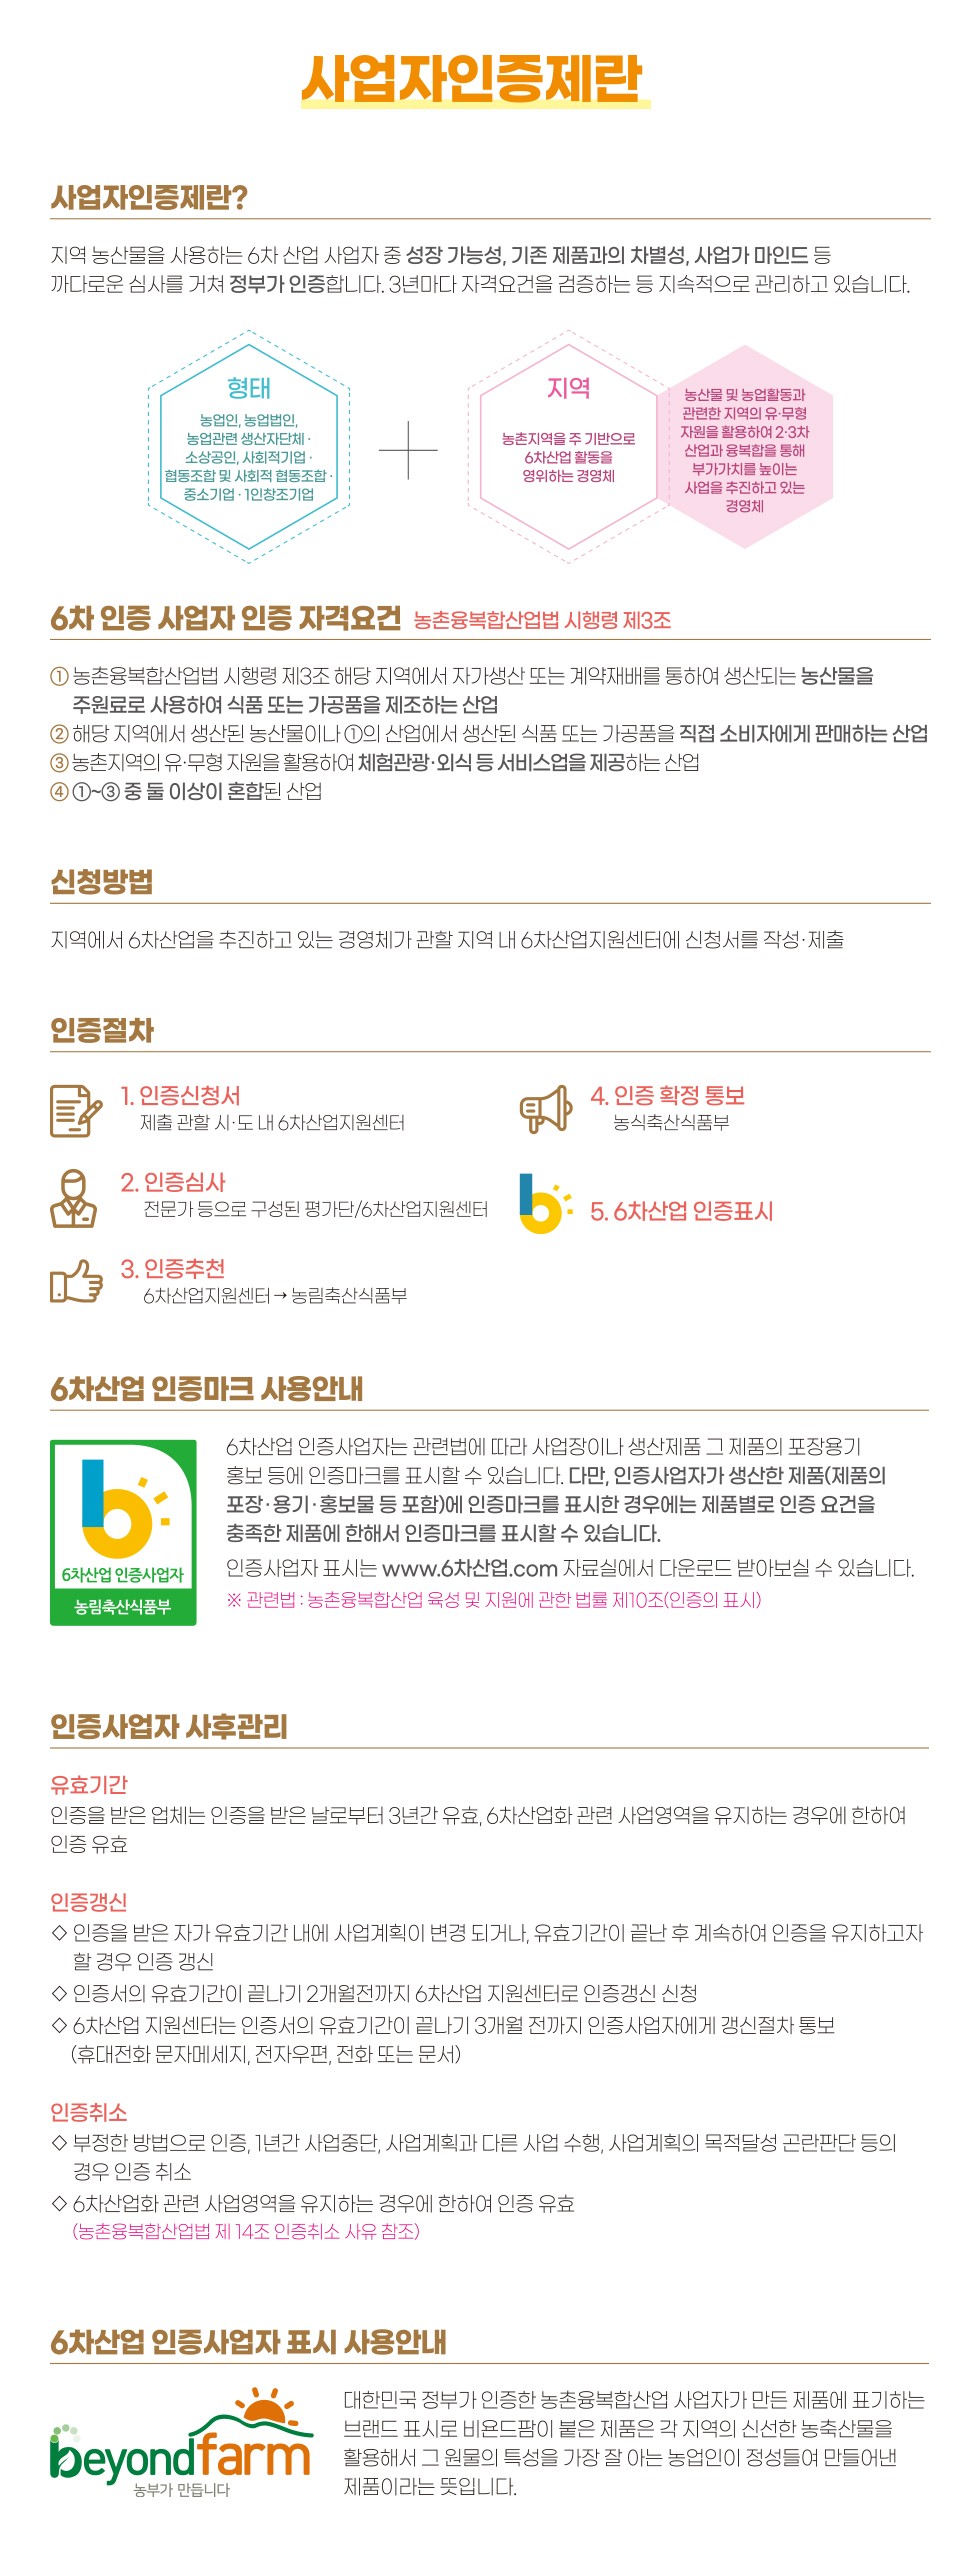 사업자인증제란
사업자인증제란?
지역 농산물을 사용하는 6차 산업 사업자 중 성장 가능성, 기존 제품과의 차별성, 사업가 마인드 등
까다로운 심사를 거쳐 정부가 인증합니다. 3년마다 자격요건을 검증하는 등 지속적으로 관리하고 있습니다.
형태
농업인, 농업법인,
농업관련 생산자단체 ·
소상공인, 사회적기업 ·
협동조합 및 사회적 협동조합 ·
중소기업 · 1인창조기업
지역
농촌지역을 주 기반으로
6차산업 활동을
영위하는 경영체
농산물 및 농업활동과
관련한 지역의 유·무형
자원을 활용하여 2·3차
산업과 융복합을 통해
부가가치를 높이는
사업을 추진하고 있는
경영체
6차 인증 사업자 인증 자격요건 농촌융복합산업법 시행령 제3조
① 농촌융복합산업법 시행령 제3조 해당 지역에서 자가생산 또는 계약재배를 통하여 생산되는 농산물을
주원료로 사용하여 식품 또는 가공품을 제조하는 산업
② 해당 지역에서 생산된 농산물이나 ①의 산업에서 생산된 식품 또는 가공품을 직접 소비자에게 판매하는 산업
③ 농촌지역의 유·무형 자원을 활용하여 체험관광·외식 등 서비스업을 제공하는 산업
④ ①~③ 중 둘 이상이 혼합된 산업
신청방법
지역에서 6차산업을 추진하고 있는 경영체가 관할 지역 내 6차산업지원센터에 신청서를 작성·제출
인증절차
1. 인증신청서
제출 관할 시·도 내 6차산업지원센터
2. 인증심사
전문가 등으로 구성된 평가단/6차산업지원센터
3. 인증추천
6차산업지원센터 → 농림축산식품부
4. 인증 확정 통보
농식축산식품부
5. 6차산업 인증표시
6차산업 인증마크 사용안내
6차산업 인증사업자
농림축산식품부
6차산업 인증사업자는 관련법에 따라 사업장이나 생산제품 그 제품의 포장용기
홍보 등에 인증마크를 표시할 수 있습니다. 다만, 인증사업자가 생산한 제품(제품의
포장·용기·홍보물 등 포함)에 인증마크를 표시한 경우에는 제품별로 인증 요건을
충족한 제품에 한해서 인증마크를 표시할 수 있습니다.
인증사업자 표시는 www.6차산업.com 자료실에서 다운로드 받아보실 수 있습니다.
※ 관련법 : 농촌융복합산업 육성 및 지원에 관한 법률 제10조(인증의 표시)
인증사업자 사후관리
유효기간
인증을 받은 업체는 인증을 받은 날로부터 3년간 유효, 6차산업화 관련 사업영역을 유지하는 경우에 한하여
인증 유효
인증갱신
◇ 인증을 받은 자가 유효기간 내에 사업계획이 변경 되거나, 유효기간이 끝난 후 계속하여 인증을 유지하고자
할 경우 인증 갱신
◇ 인증서의 유효기간이 끝나기 2개월전까지 6차산업 지원센터로 인증갱신 신청
◇ 6차산업 지원센터는 인증서의 유효기간이 끝나기 3개월 전까지 인증사업자에게 갱신절차 통보
(휴대전화 문자메세지, 전자우편, 전화 또는 문서)
인증취소
◇ 부정한 방법으로 인증, 1년간 사업중단, 사업계획과 다른 사업 수행, 사업계획의 목적달성 곤란판단 등의
경우 인증 취소
◇ 6차산업화 관련 사업영역을 유지하는 경우에 한하여 인증 유효
(농촌융복합산업법 제 14조 인증취소 사유 참조)
6차산업 인증사업자 표시 사용안내
beyondfarm
농부가 만듭니다
대한민국 정부가 인증한 농촌융복합산업 사업자가 만든 제품에 표기하는
브랜드 표시로 비욘드팜이 붙은 제품은 각 지역의 신선한 농축산물을
활용해서 그 원물의 특성을 가장 잘 아는 농업인이 정성들여 만들어낸
제품이라는 뜻입니다.